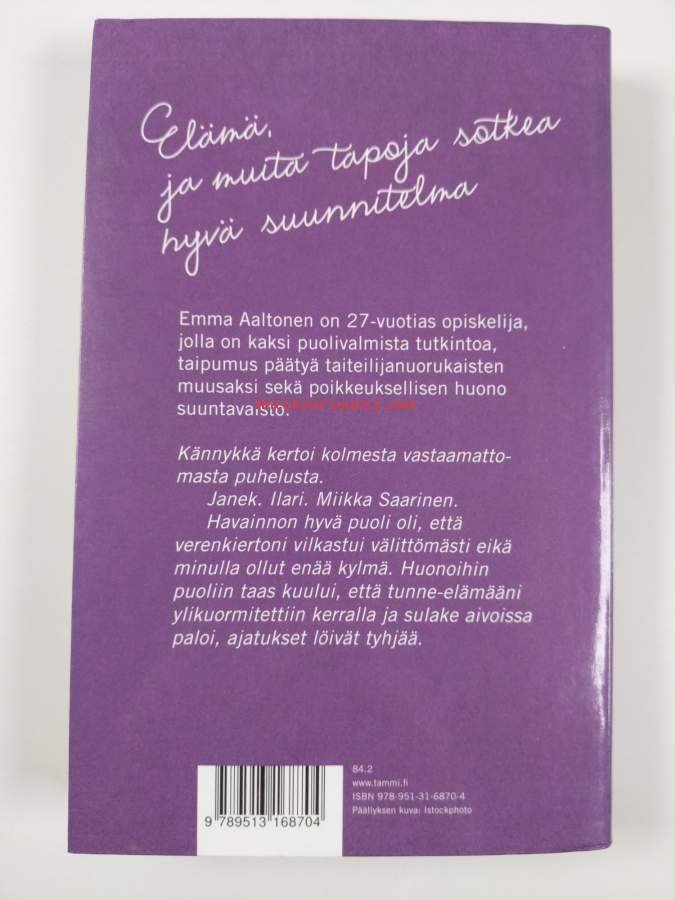 Elämä,
ja muita tapoja sotkea
hyvä suunnitelma
Emma Aaltonen on 27-vuotias opiskelija,
jolla on kaksi puolivalmista tutkintoa,
taipumus päätyä taiteilijanuorukaisten
muusaksi sekä poikkeuksellisen huono
suuntavaisto.
Kännykkä kertoi kolmesta vastaamatto-
masta puhelusta.
Janek. Ilari. Miikka Saarinen.
Havainnon hyvä puoli oli, että
verenkiertoni vilkastui välittömästi eikä
minulla ollut enää kylmä. Huonoihin
puoliin taas kuului, että tunne-elämääni
ylikuormitettiin kerralla ja sulake aivoissa
paloi, ajatukset löivät tyhjää.
84.2
www.tammi.fi
ISBN 978-951-31-6870-4
Päällyksen kuva: Istockphoto
9 789513 168704